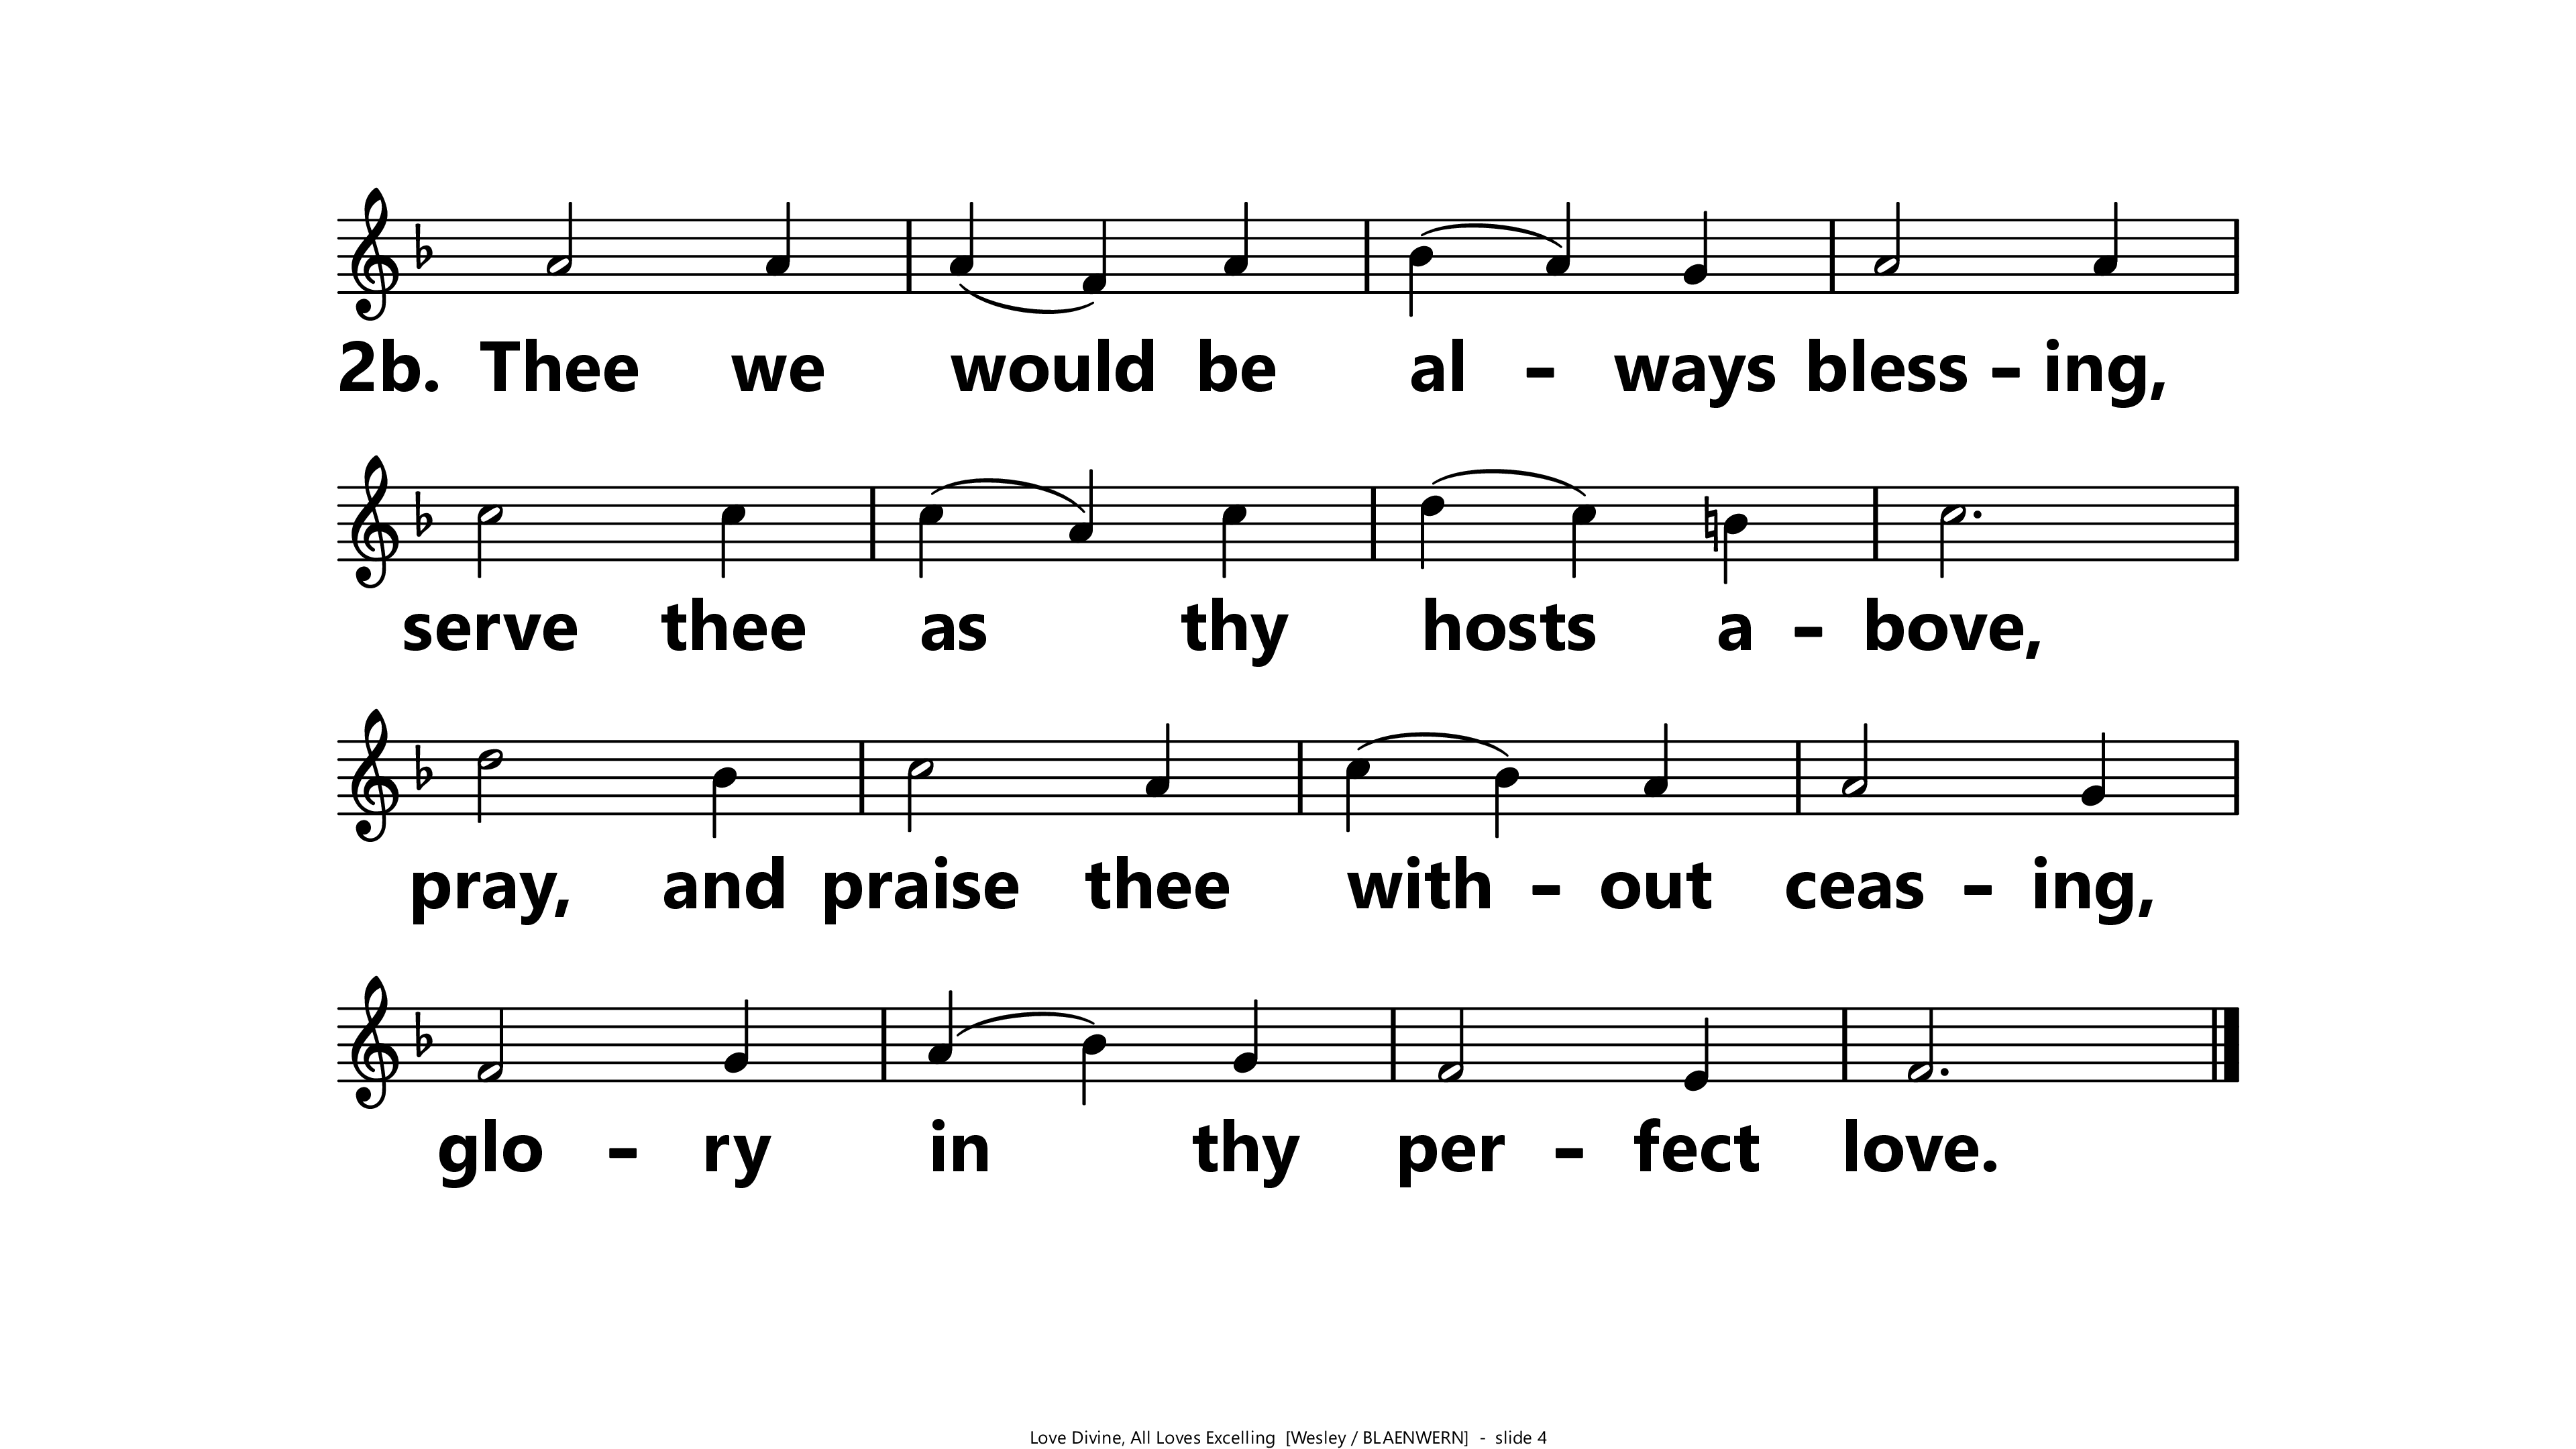 2b. Thee we would be al - ways bless - ing,
serve thee as thy hosts a - bove,
pray, and praise thee with - out ceas - ing,
glo - ry in thy per - fect love.
Love Divine, All Loves Excelling [Wesley / BLAENWERN] - slide 4